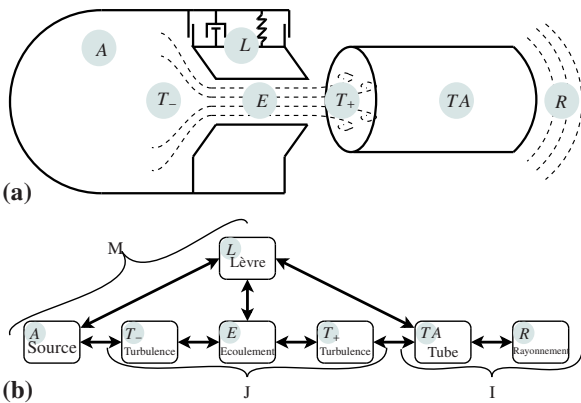 A
L
T−
E
T+
TA
R
(a)
M
L
Lèvre
A
Source
T−
Turbulence
E
Ecoulement
T+
Turbulence
TA
Tube
R
Rayonnement
(b)
J
I